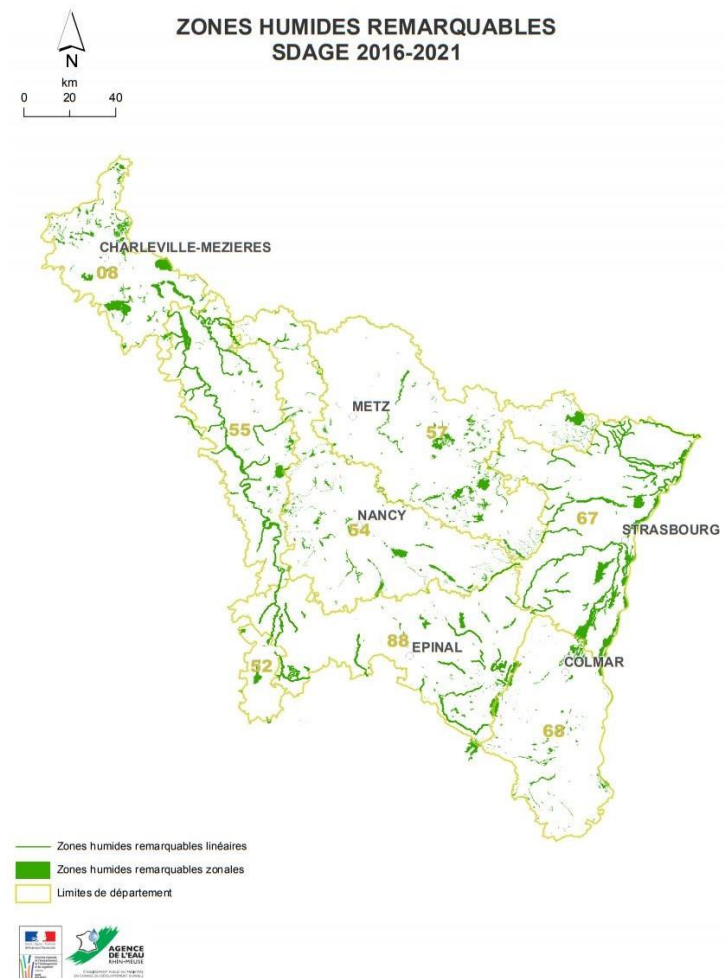 ZONES HUMIDES REMARQUABLES
SDAGE 2016-2021
N
km
0 20 40
CHARLEVILLE-MEZIERES
08
METZ
55
57
NANCY
54
67
STRASBOURG
88
EPINAL
52
COLMAR
68
Zones humides remarquables linéaires
Zones humides remarquables zonales
Limites de département
AGENCE
DE L'EAU
RHIN-MEUSE